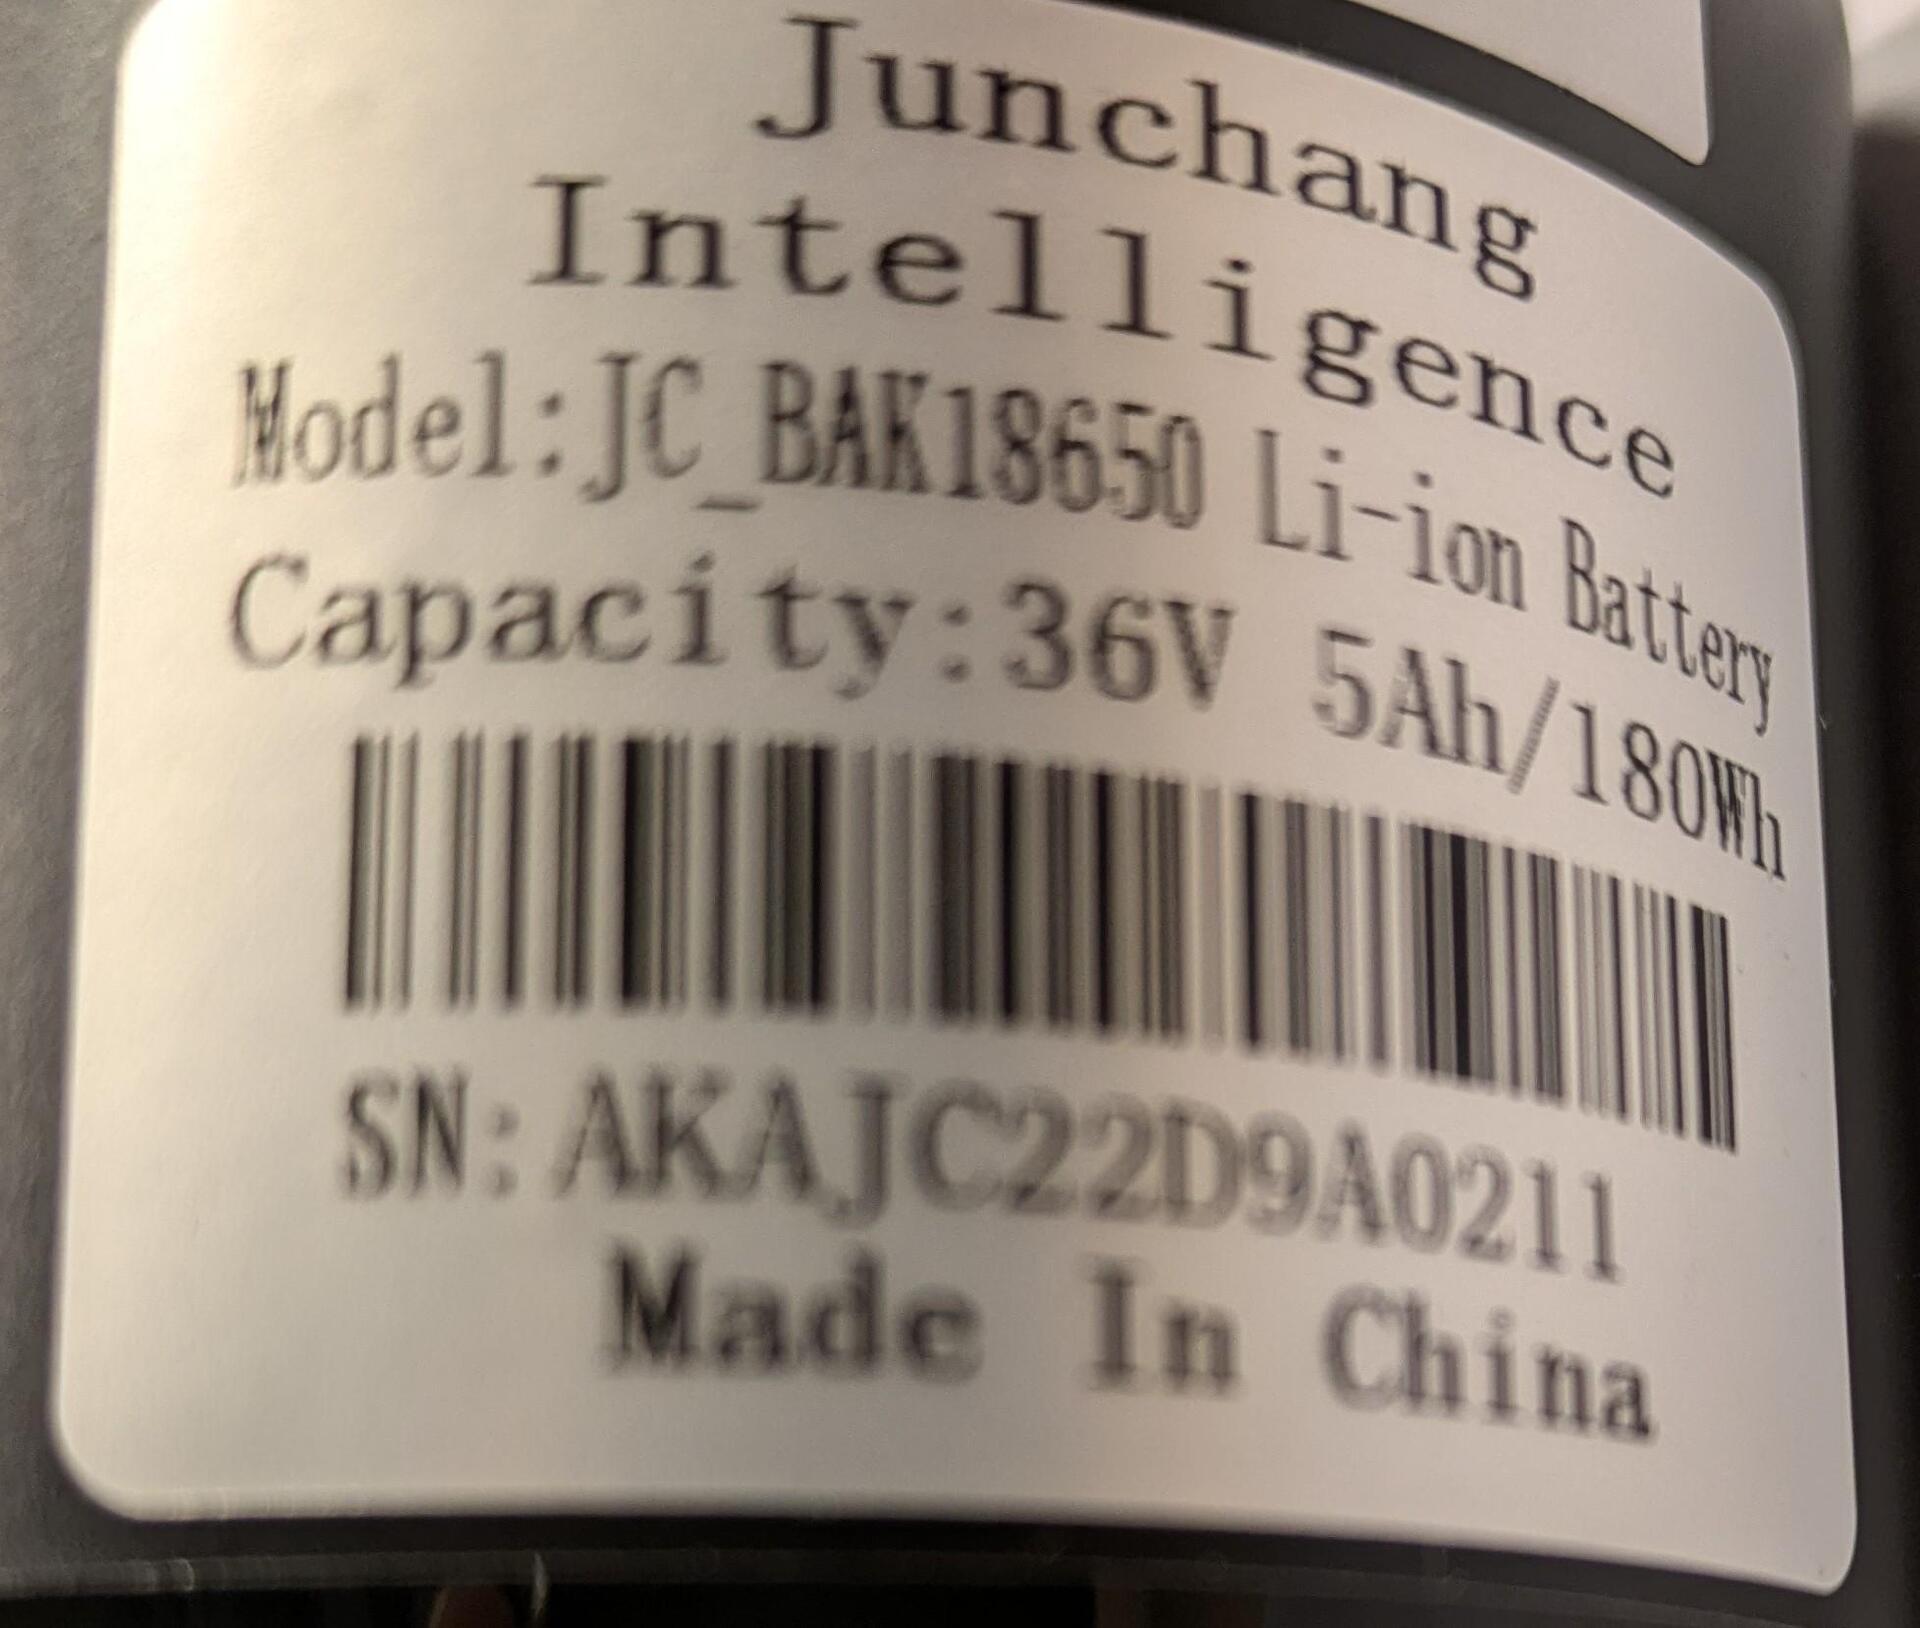 Junchang
Intelligence
Model:JC_BAK18650 Li-ion Battery
Capacity:36V 5Ah/180Wh
SN:AKAJC22D9A0211
Made In China